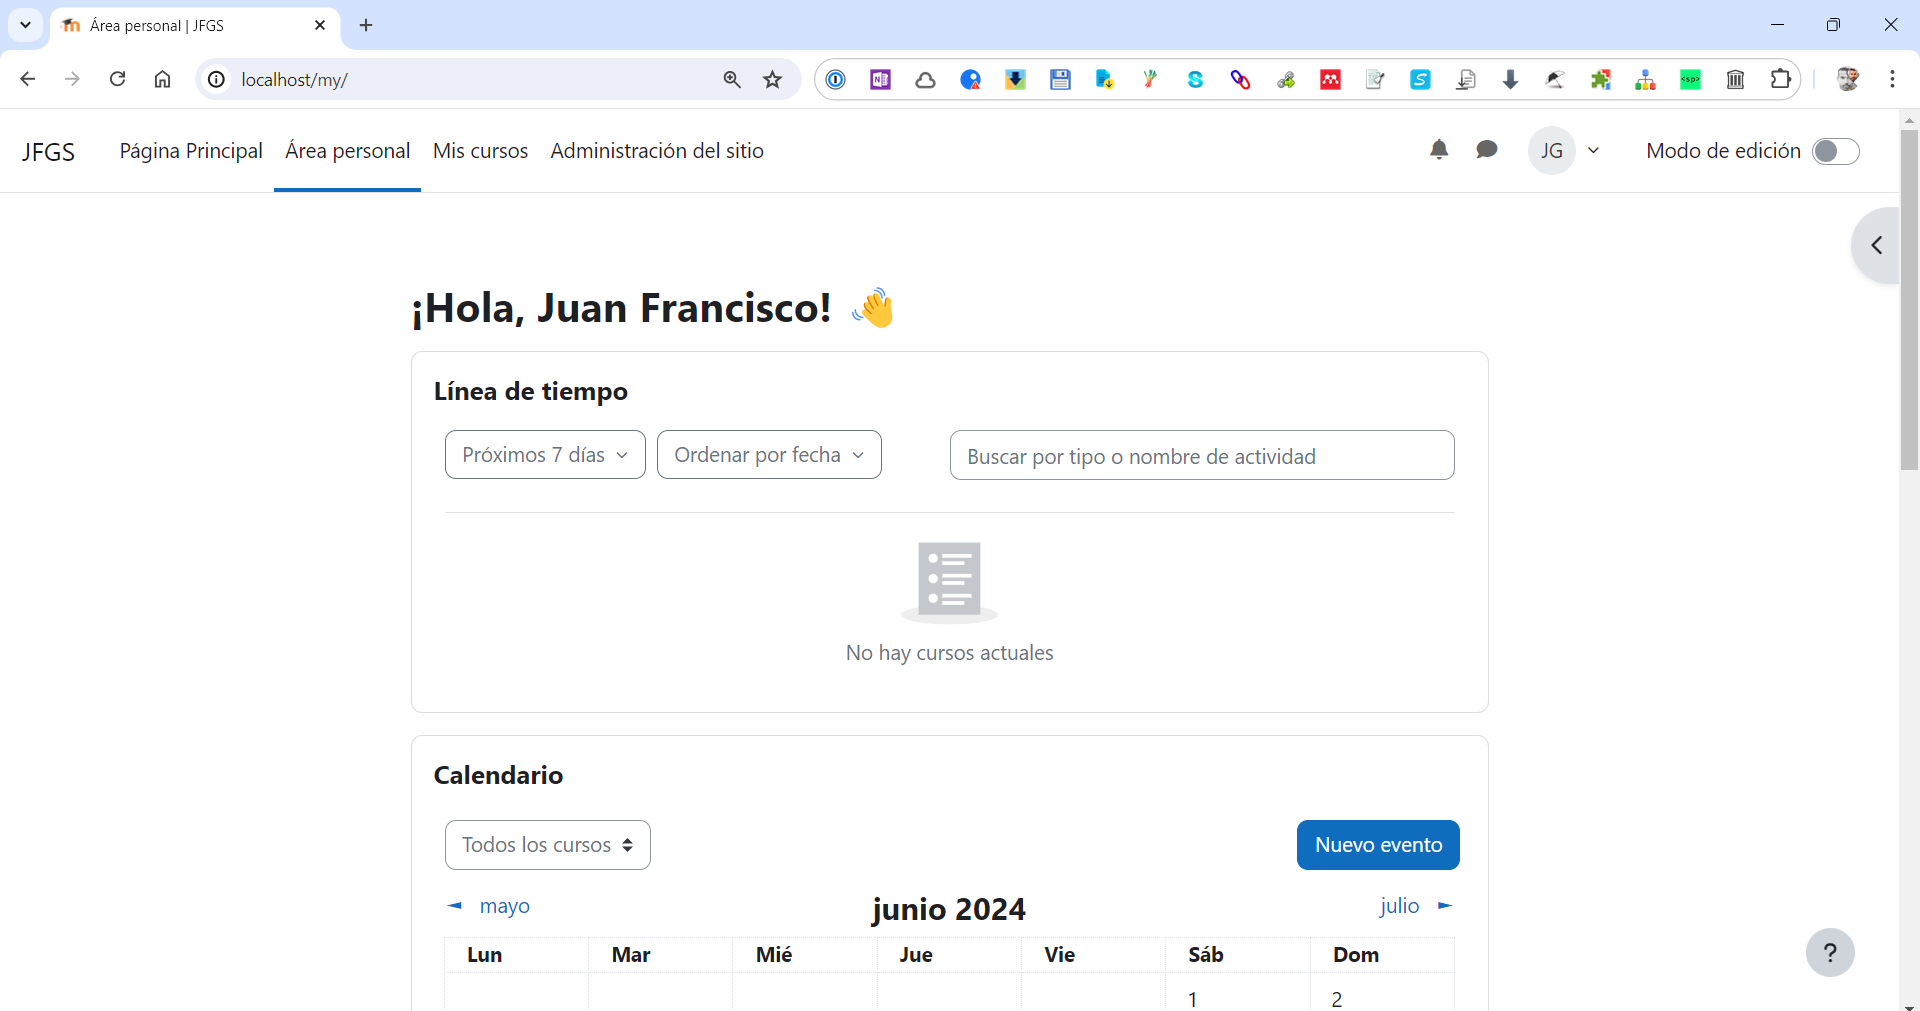 Área personal | JFGS
localhost/my/
JFGS
Página Principal
Área personal
Mis cursos
Administración del sitio
JG
Modo de edición
¡Hola, Juan Francisco! 👋
Línea de tiempo
Próximos 7 días
Ordenar por fecha
Buscar por tipo o nombre de actividad
No hay cursos actuales
Calendario
Todos los cursos
Nuevo evento
◄ mayo
junio 2024
julio ►
Lun Mar Mié Jue Vie Sáb Dom
1 2
?